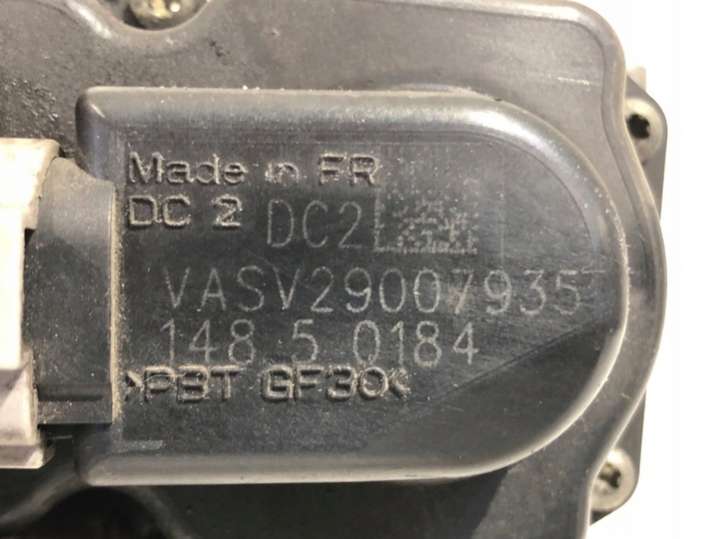 Made in FR
DC 2 DC2
VASV29007935
148 5 0184
>PBT GF30<